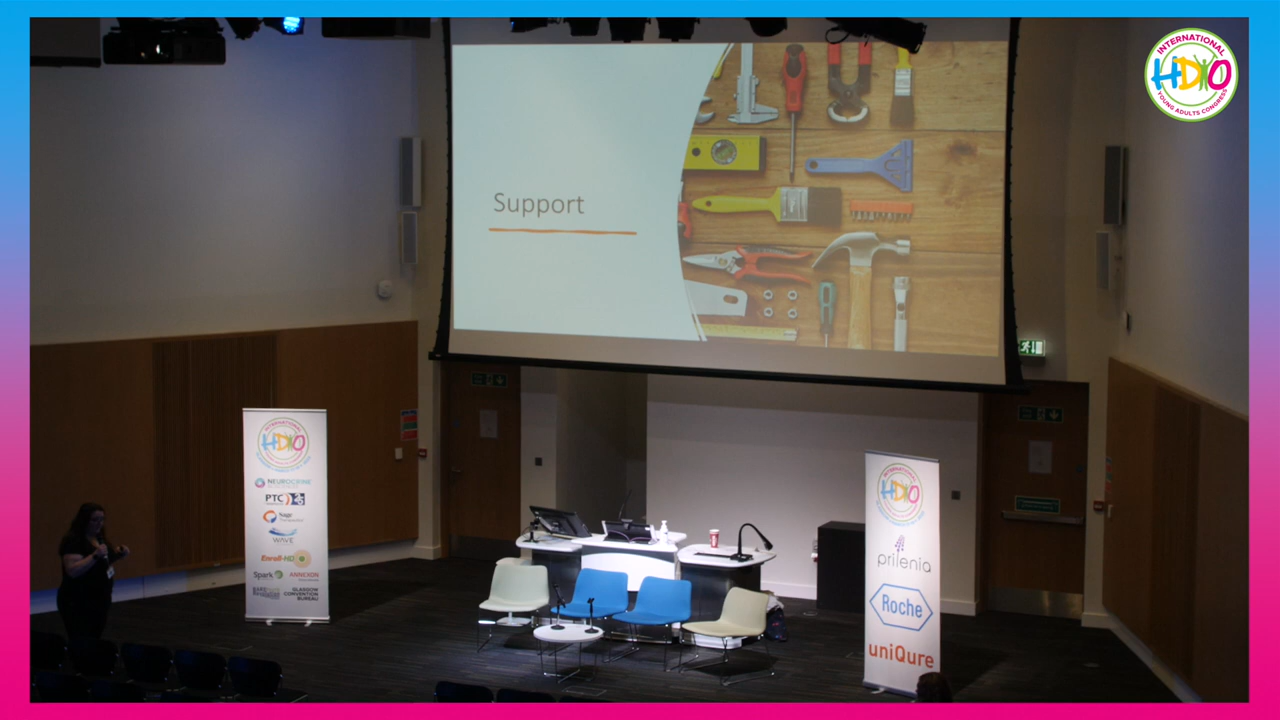 INTERNATIONAL
HDYO
YOUNG ADULTS CONGRESS
Support
INTERNATIONAL
HDYO
NEUROCRINE
PTC
Sage
WAVE
Enroll-HD
Spark
ANNEXON
GLASGOW
CONVENTION
BUREAU
HDYO
prilenia
Roche
uniQure